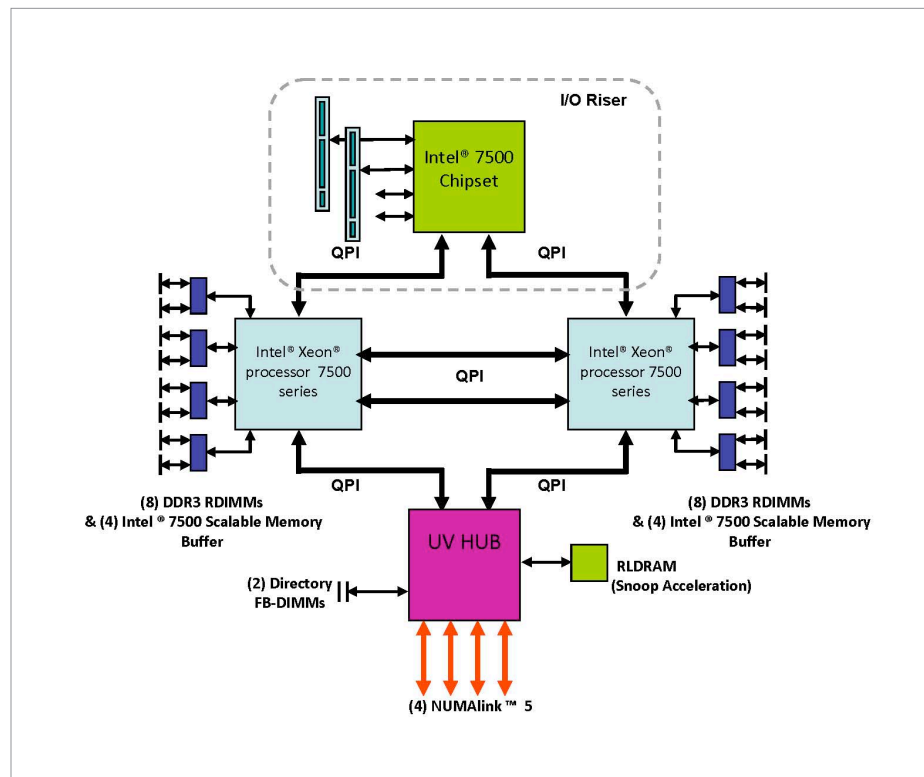 I/O Riser
Intel® 7500
Chipset
QPI
QPI
Intel® Xeon®
processor 7500
series
QPI
Intel® Xeon®
processor 7500
series
QPI
QPI
(8) DDR3 RDIMMs
& (4) Intel ® 7500 Scalable Memory
Buffer
(8) DDR3 RDIMMs
& (4) Intel ® 7500 Scalable Memory
Buffer
UV HUB
(2) Directory
FB-DIMMs
RLDRAM
(Snoop Acceleration)
(4) NUMAlink ™ 5